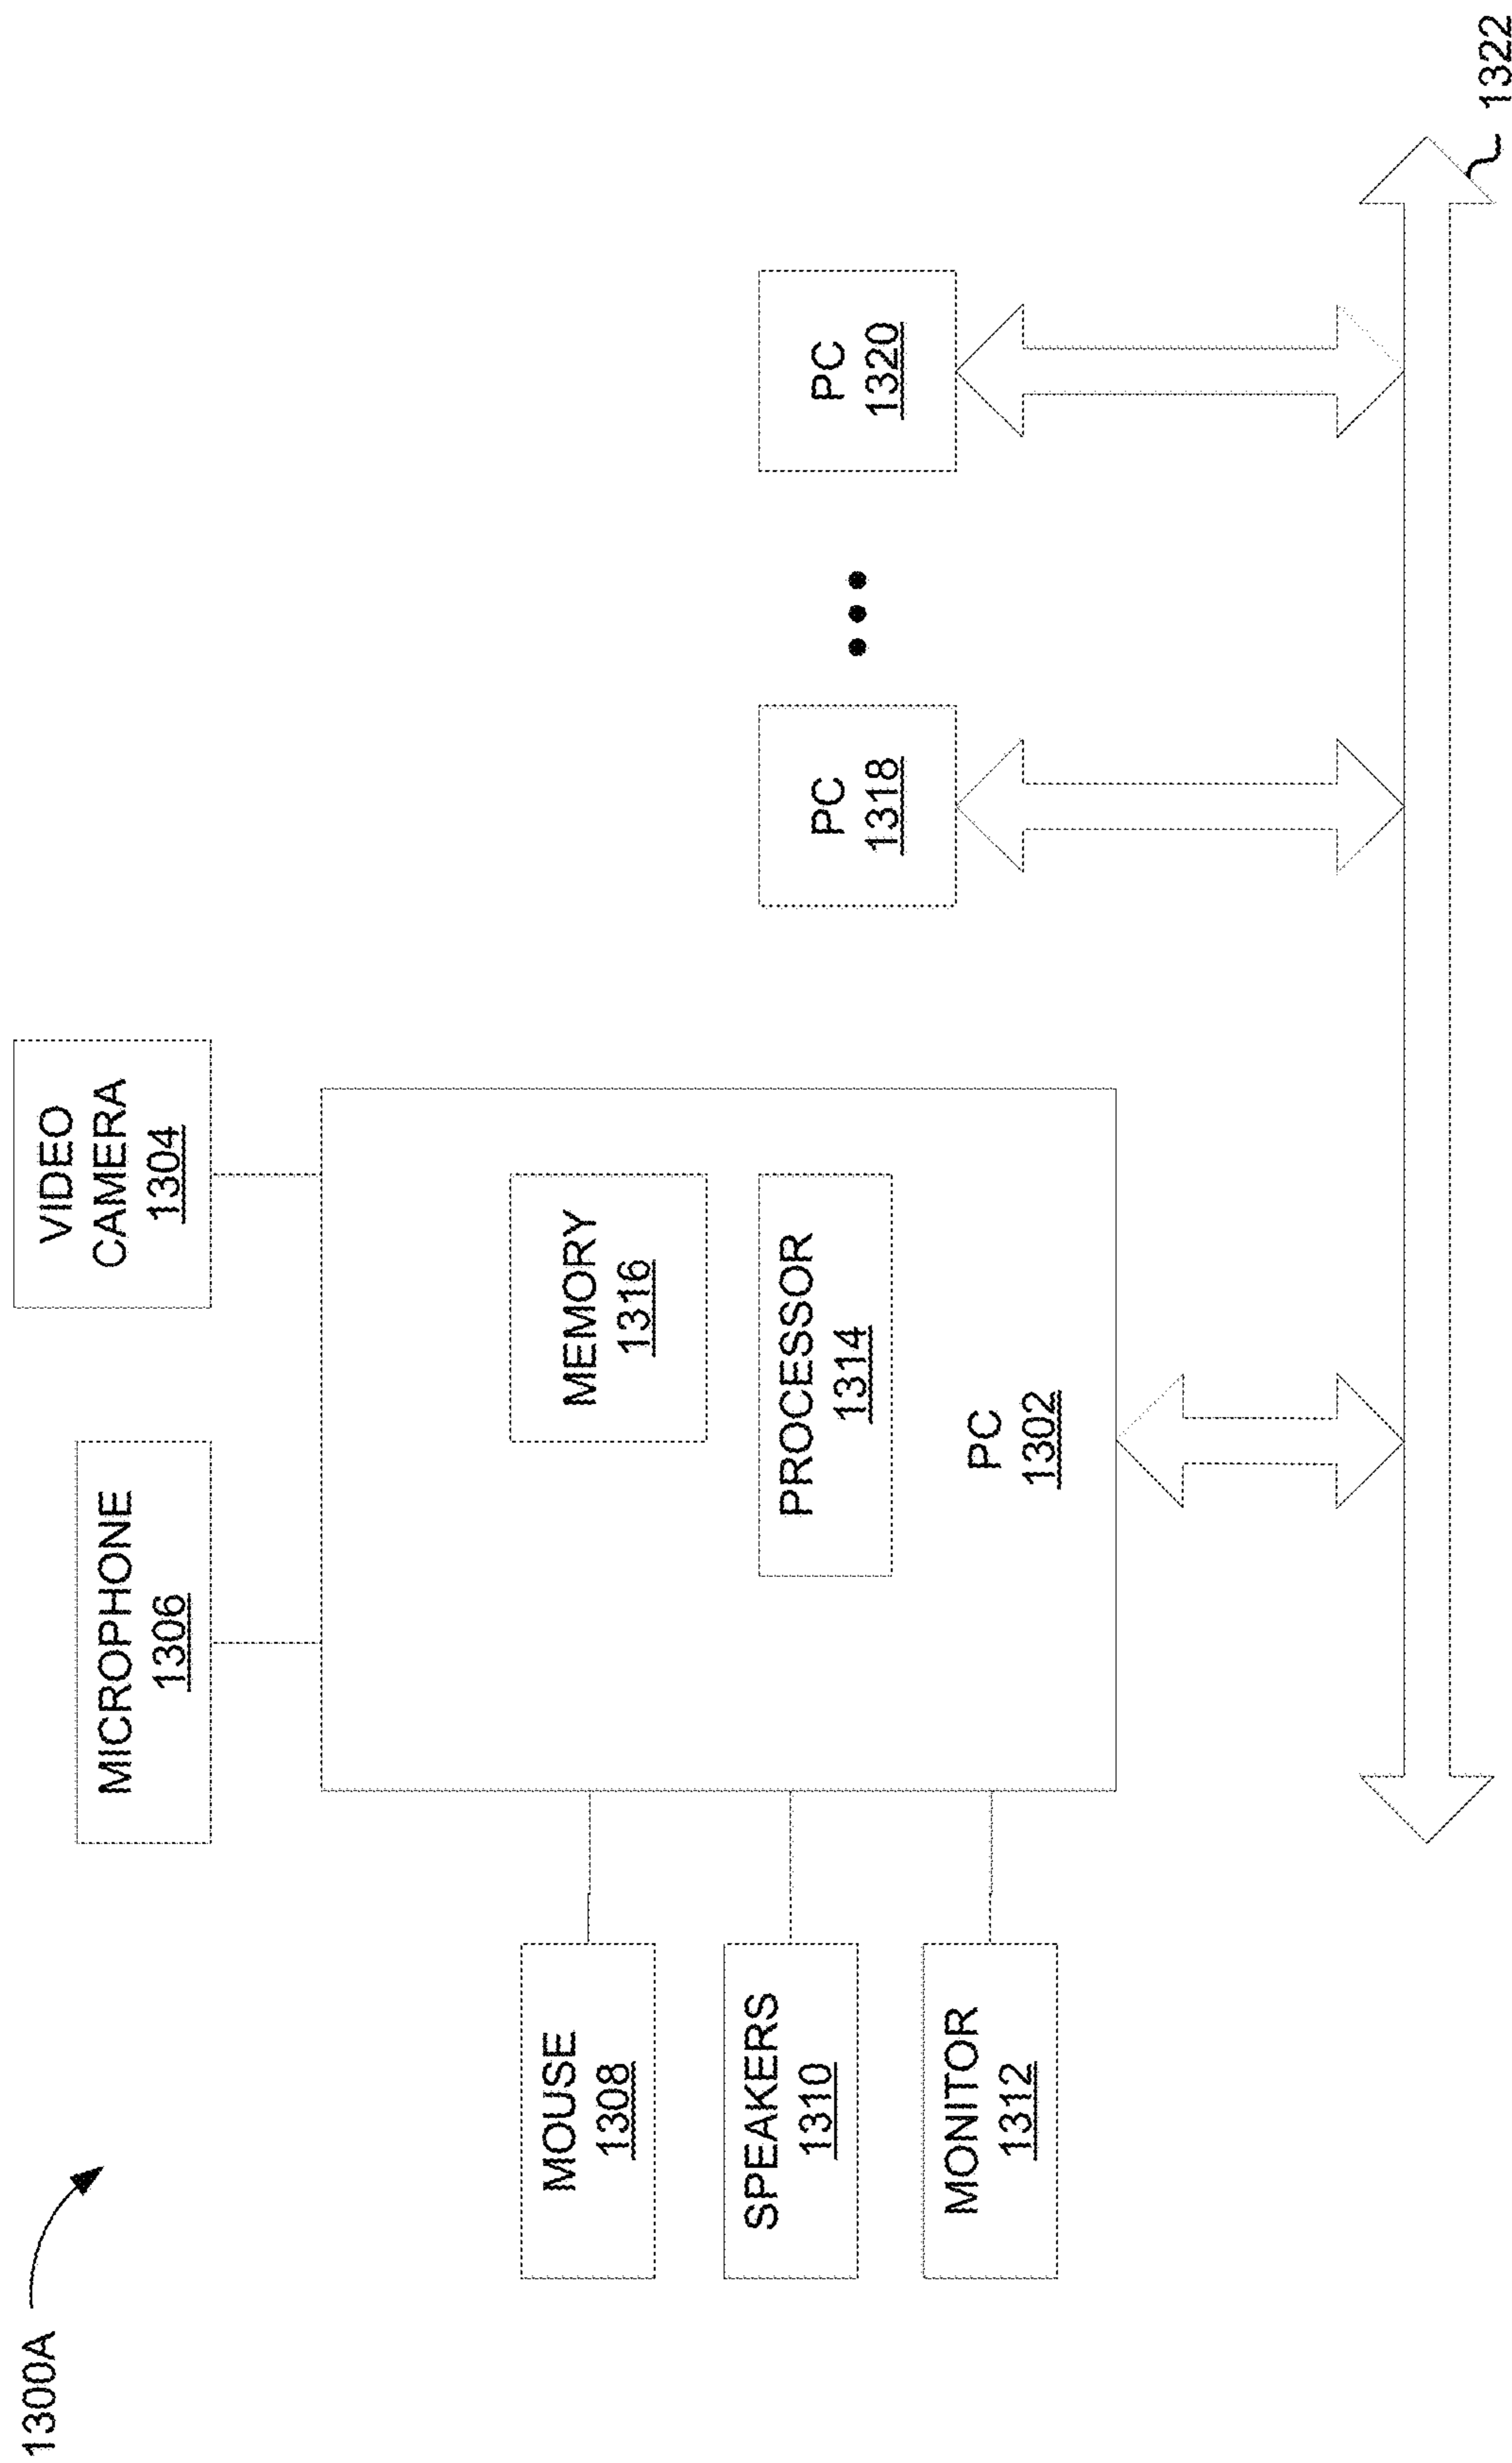 1300A
MICROPHONE
1306
VIDEO
CAMERA
1304
MOUSE
1308
SPEAKERS
1310
MONITOR
1312
MEMORY
1316
PROCESSOR
1314
PC
1302
PC
1318
PC
1320
1322